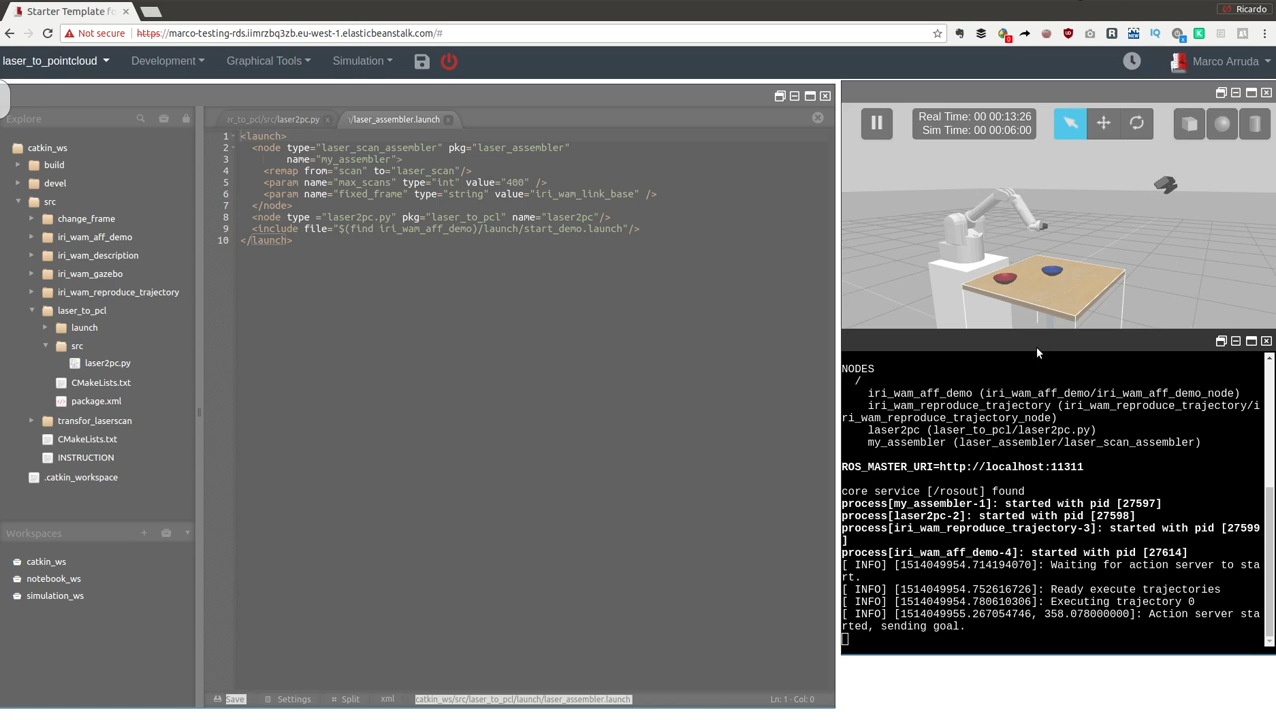 Starter Template fo
Ricardo
Not secure https://marco-testing-rds.iimrzbq3zb.eu-west-1.elasticbeanstalk.com/#
laser_to_pointcloud Development Graphical Tools Simulation Marco Arruda
Explore
catkin_ws
build
devel
src
change_frame
iri_wam_aff_demo
iri_wam_description
iri_wam_gazebo
iri_wam_reproduce_trajectory
laser_to_pcl
launch
src
laser2pc.py
CMakeLists.txt
package.xml
transfor_laserscan
CMakeLists.txt
INSTRUCTION
.catkin_workspace
Workspaces
catkin_ws
notebook_ws
simulation_ws
er_to_pcl/src/laser2pc.py /laser_assembler.launch
1 <launch>
2 <node type="laser_scan_assembler" pkg="laser_assembler"
3 name="my_assembler">
4 <remap from="scan" to="laser_scan"/>
5 <param name="max_scans" type="int" value="400" />
6 <param name="fixed_frame" type="string" value="iri_wam_link_base" />
7 </node>
8 <node type ="laser2pc.py" pkg="laser_to_pcl" name="laser2pc"/>
9 <include file="$(find iri_wam_aff_demo)/launch/start_demo.launch"/>
10 </launch>
Save Settings Split xml catkin_ws/src/laser_to_pcl/launch/laser_assembler.launch Ln: 1 - Col: 0
Real Time: 00 00:13:26
Sim Time: 00 00:06:00
NODES
/
iri_wam_aff_demo (iri_wam_aff_demo/iri_wam_aff_demo_node)
iri_wam_reproduce_trajectory (iri_wam_reproduce_trajectory/i
ri_wam_reproduce_trajectory_node)
laser2pc (laser_to_pcl/laser2pc.py)
my_assembler (laser_assembler/laser_scan_assembler)
ROS_MASTER_URI=http://localhost:11311
core service [/rosout] found
process[my_assembler-1]: started with pid [27597]
process[laser2pc-2]: started with pid [27598]
process[iri_wam_reproduce_trajectory-3]: started with pid [27599
]
process[iri_wam_aff_demo-4]: started with pid [27614]
[ INFO] [1514049954.714194070]: Waiting for action server to sta
rt.
[ INFO] [1514049954.752616726]: Ready execute trajectories
[ INFO] [1514049954.780610306]: Executing trajectory 0
[ INFO] [1514049955.267054746, 358.078000000]: Action server sta
rted, sending goal.